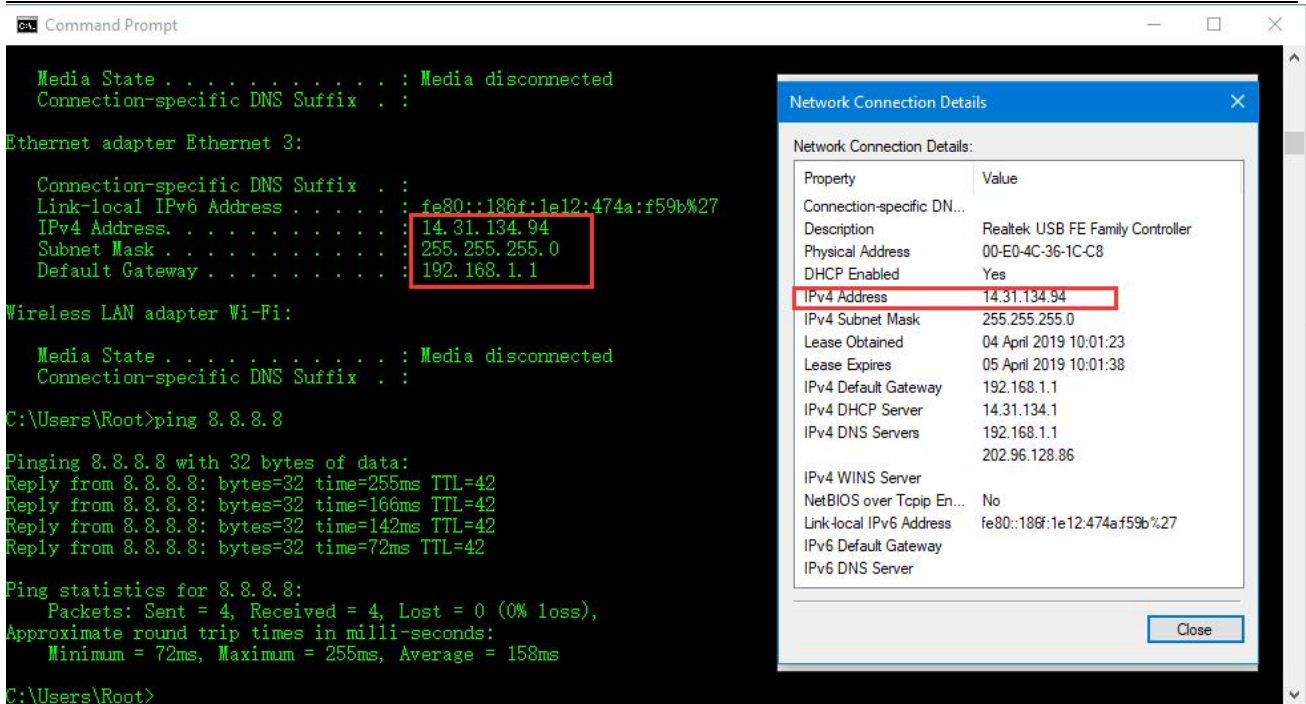 Command Prompt
Media State . . . . . . . . . . . : Media disconnected
Connection-specific DNS Suffix  . :
Ethernet adapter Ethernet 3:
Connection-specific DNS Suffix  . :
Link-local IPv6 Address . . . . . : fe80::186f:1e12:474a:f59b%27
IPv4 Address. . . . . . . . . . . : 14.31.134.94
Subnet Mask . . . . . . . . . . . : 255.255.255.0
Default Gateway . . . . . . . . . : 192.168.1.1
Wireless LAN adapter Wi-Fi:
Media State . . . . . . . . . . . : Media disconnected
Connection-specific DNS Suffix  . :
C:\Users\Root>ping 8.8.8.8
Pinging 8.8.8.8 with 32 bytes of data:
Reply from 8.8.8.8: bytes=32 time=255ms TTL=42
Reply from 8.8.8.8: bytes=32 time=166ms TTL=42
Reply from 8.8.8.8: bytes=32 time=142ms TTL=42
Reply from 8.8.8.8: bytes=32 time=72ms TTL=42
Ping statistics for 8.8.8.8:
Packets: Sent = 4, Received = 4, Lost = 0 (0% loss),
Approximate round trip times in milli-seconds:
Minimum = 72ms, Maximum = 255ms, Average = 158ms
C:\Users\Root>
Network Connection Details
Network Connection Details:
Property Value
Connection-specific DN...
Description Realtek USB FE Family Controller
Physical Address 00-E0-4C-36-1C-C8
DHCP Enabled Yes
IPv4 Address 14.31.134.94
IPv4 Subnet Mask 255.255.255.0
Lease Obtained 04 April 2019 10:01:23
Lease Expires 05 April 2019 10:01:38
IPv4 Default Gateway 192.168.1.1
IPv4 DHCP Server 14.31.134.1
IPv4 DNS Servers 192.168.1.1
202.96.128.86
IPv4 WINS Server
NetBIOS over Tcpip En... No
Link-local IPv6 Address fe80::186f:1e12:474a:f59b%27
IPv6 Default Gateway
IPv6 DNS Server
Close